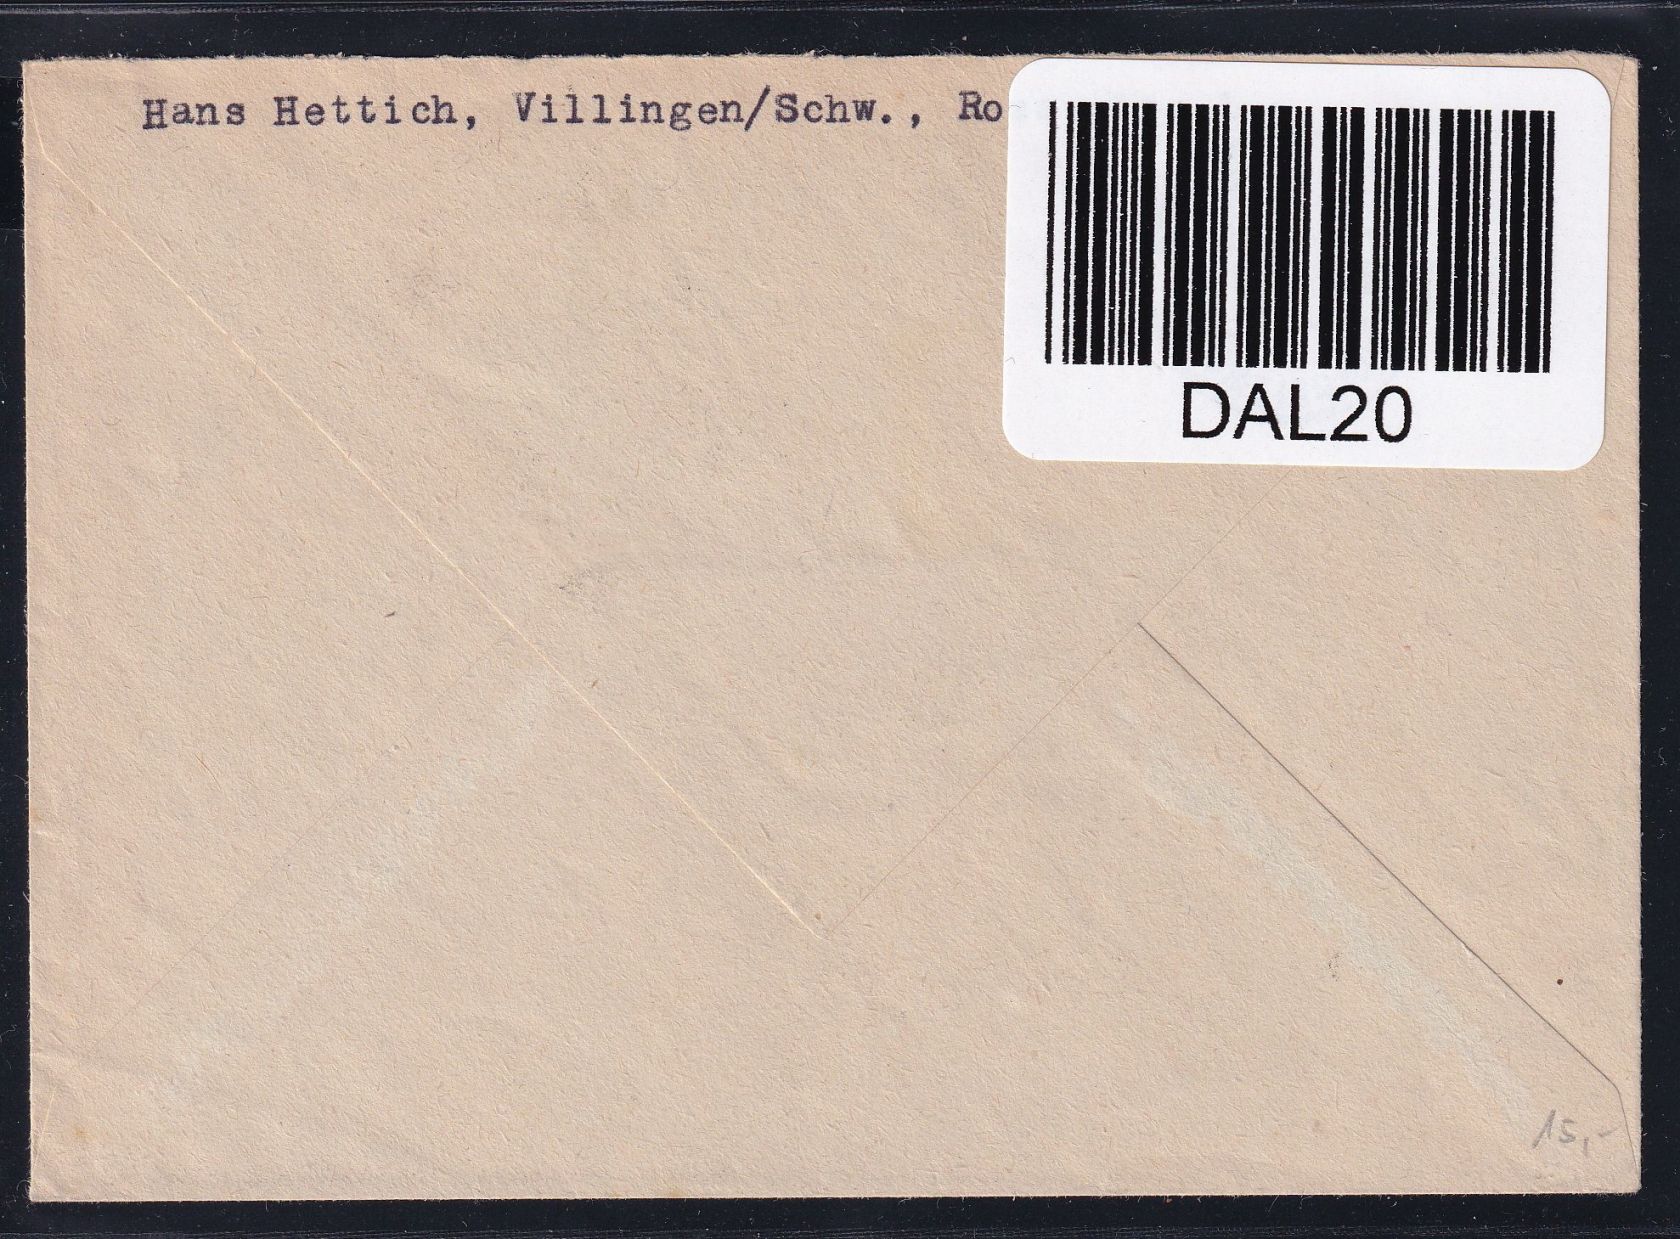 Hans Hettich, Villingen/Schw., Ro
DAL20
15,-